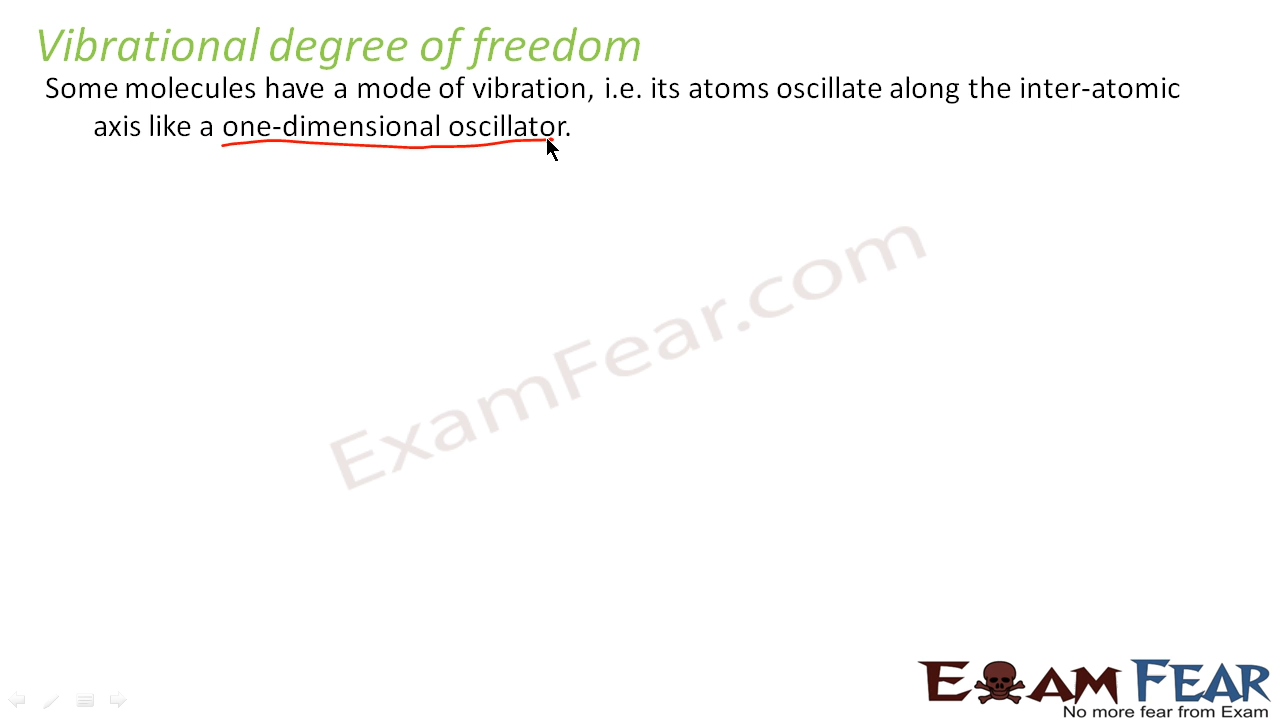 Vibrational degree of freedom
Some molecules have a mode of vibration, i.e. its atoms oscillate along the inter-atomic
axis like a one-dimensional oscillator.
ExamFear.com
EXAM FEAR
No more fear from Exam